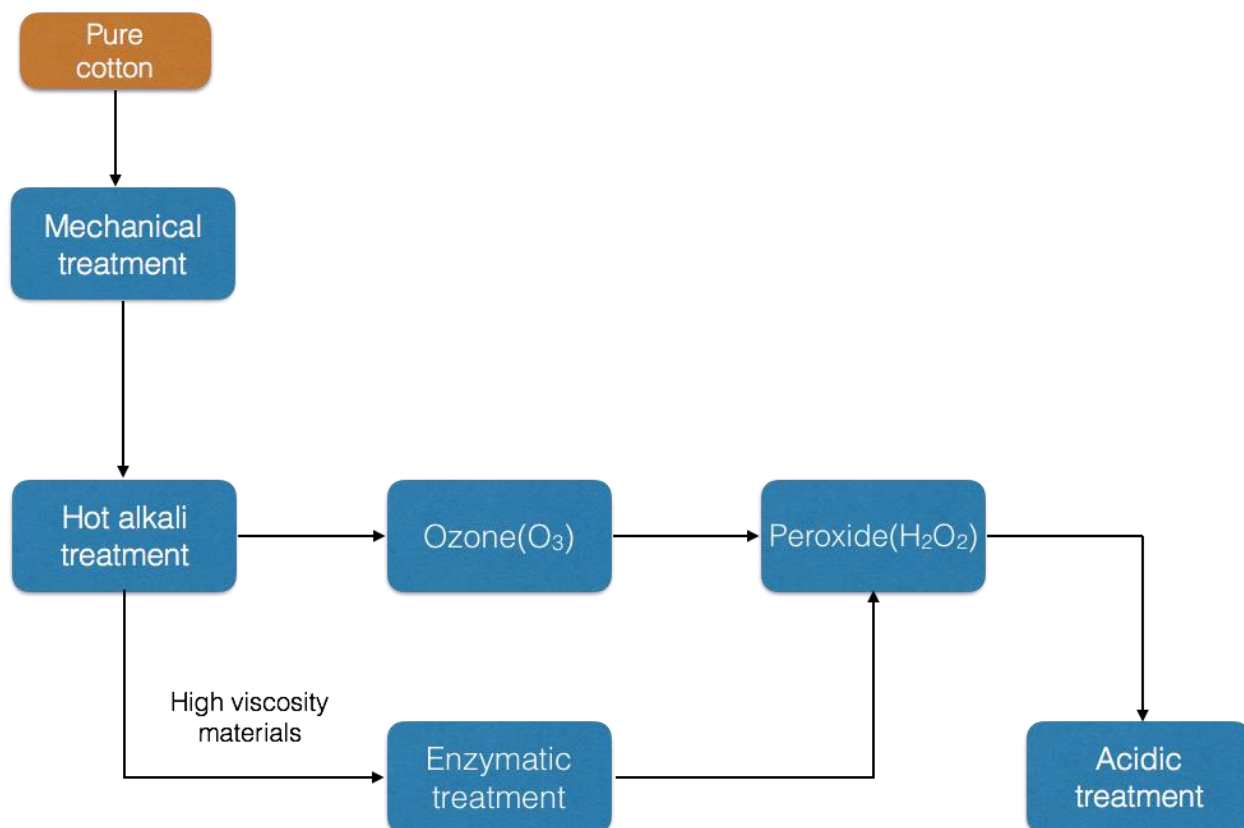 Pure
cotton
Mechanical
treatment
Hot alkali
treatment
Ozone(O₃)
Peroxide(H₂O₂)
High viscosity
materials
Enzymatic
treatment
Acidic
treatment